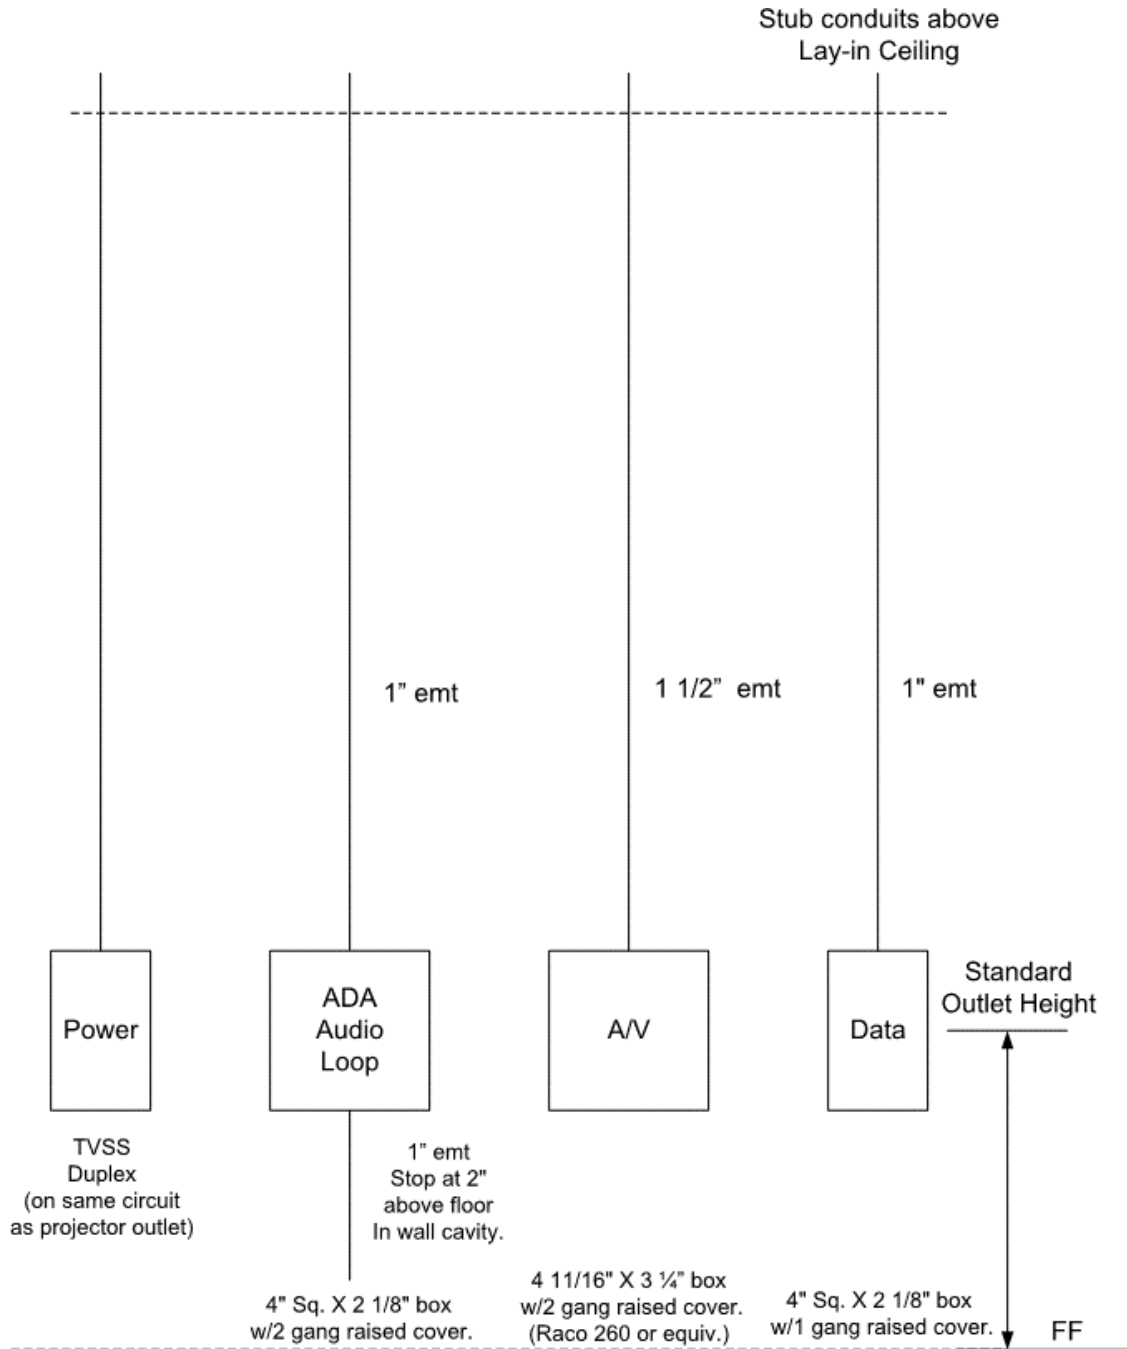 Stub conduits above
Lay-in Ceiling
1” emt
1 1/2”  emt
1" emt
Power
ADA
Audio
Loop
A/V
Data
Standard
Outlet Height
TVSS
Duplex
(on same circuit
as projector outlet)
1” emt
Stop at 2"
above floor
In wall cavity.
4" Sq. X 2 1/8" box
w/2 gang raised cover.
4 11/16" X 3 ¼” box
w/2 gang raised cover.
(Raco 260 or equiv.)
4" Sq. X 2 1/8" box
w/1 gang raised cover.
FF